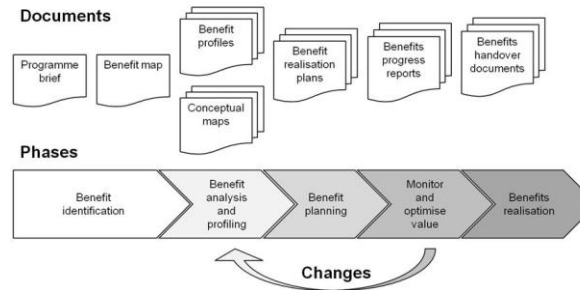 Documents
Programme
brief
Benefit map
Benefit
profiles
Conceptual
maps
Benefit
realisation
plans
Benefits
progress
reports
Benefits
handover
documents
Phases
Benefit
identification
Benefit
analysis
and
profiling
Benefit
planning
Monitor
and
optimise
value
Benefits
realisation
Changes